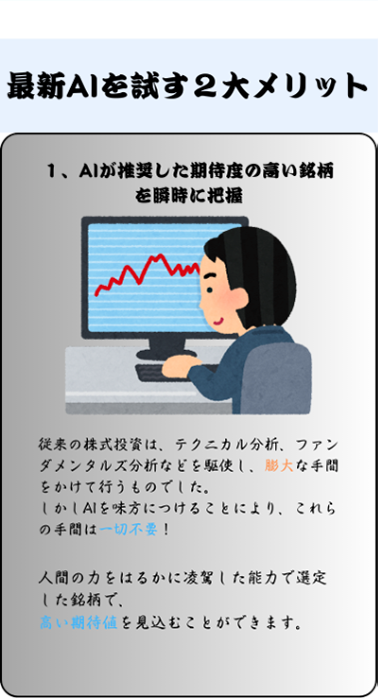 最新AIを試す２大メリット
１、AIが推奨した期待度の高い銘柄
を瞬時に把握
従来の株式投資は、テクニカル分析、ファン
ダメンタルズ分析などを駆使し、膨大な手間
をかけて行うものでした。
しかしAIを味方につけることにより、これら
の手間は一切不要！
人間の力をはるかに凌駕した能力で選定
した銘柄で、
高い期待値を見込むことができます。